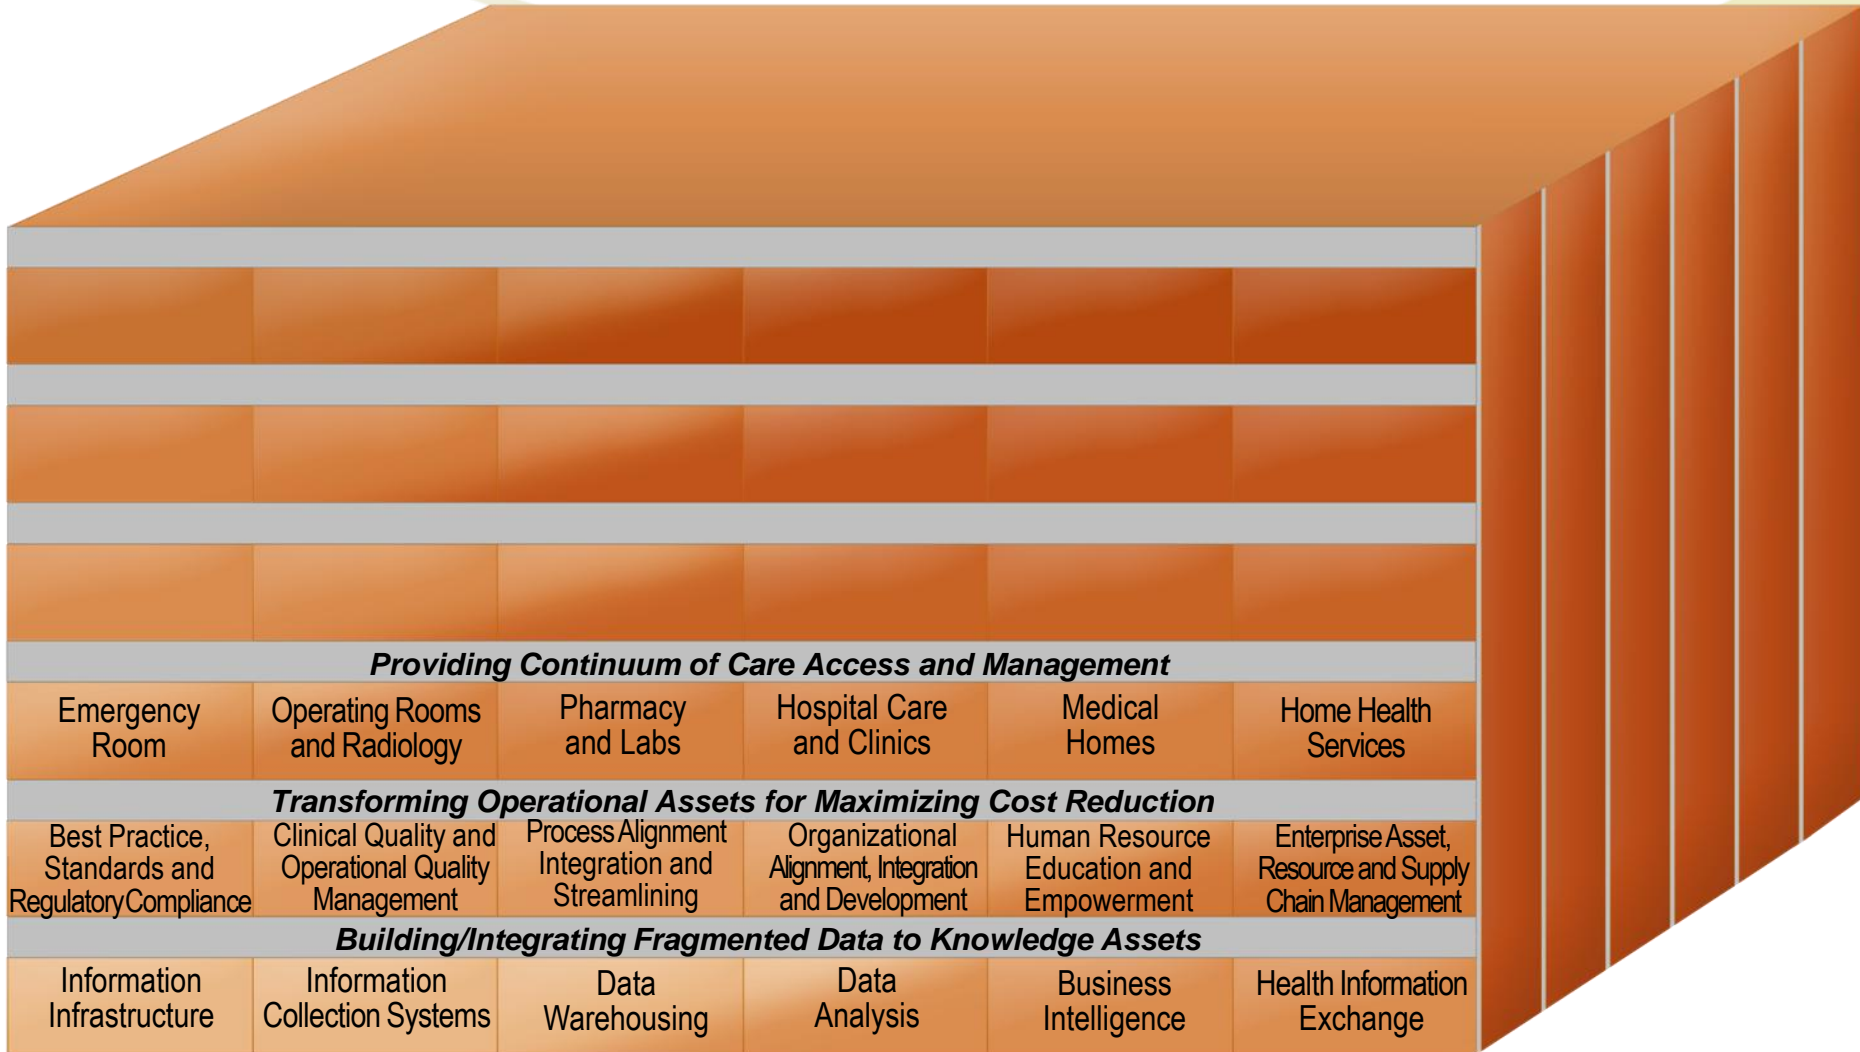 Providing Continuum of Care Access and Management
Emergency
Room
Operating Rooms
and Radiology
Pharmacy
and Labs
Hospital Care
and Clinics
Medical
Homes
Home Health
Services
Transforming Operational Assets for Maximizing Cost Reduction
Best Practice,
Standards and
Regulatory Compliance
Clinical Quality and
Operational Quality
Management
Process Alignment
Integration and
Streamlining
Organizational
Alignment, Integration
and Development
Human Resource
Education and
Empowerment
Enterprise Asset,
Resource and Supply
Chain Management
Building/Integrating Fragmented Data to Knowledge Assets
Information
Infrastructure
Information
Collection Systems
Data
Warehousing
Data
Analysis
Business
Intelligence
Health Information
Exchange